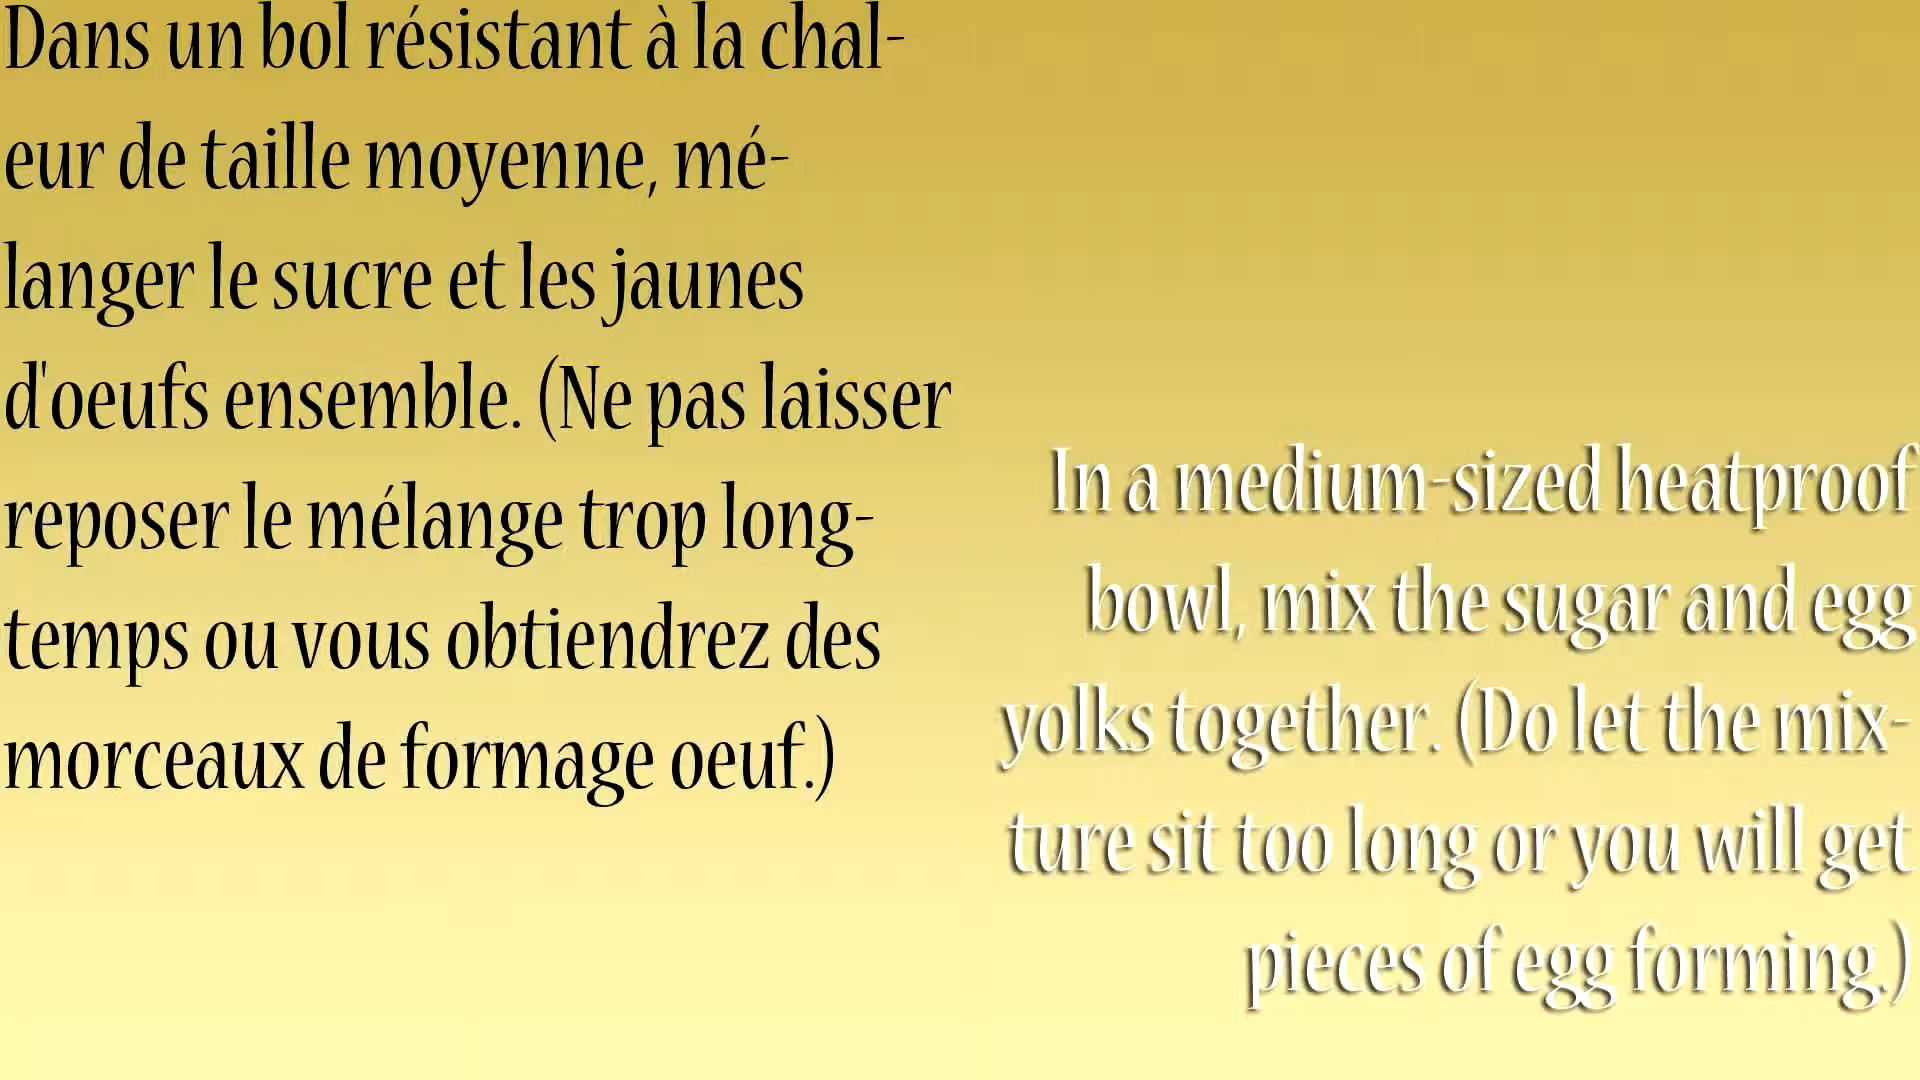 Dans un bol résistant à la chal-
eur de taille moyenne, mé-
langer le sucre et les jaunes
d'oeufs ensemble. (Ne pas laisser
reposer le mélange trop long-
temps ou vous obtiendrez des
morceaux de formage oeuf.)
In a medium-sized heatproof
bowl, mix the sugar and egg
yolks together. (Do let the mix-
ture sit too long or you will get
pieces of egg forming.)